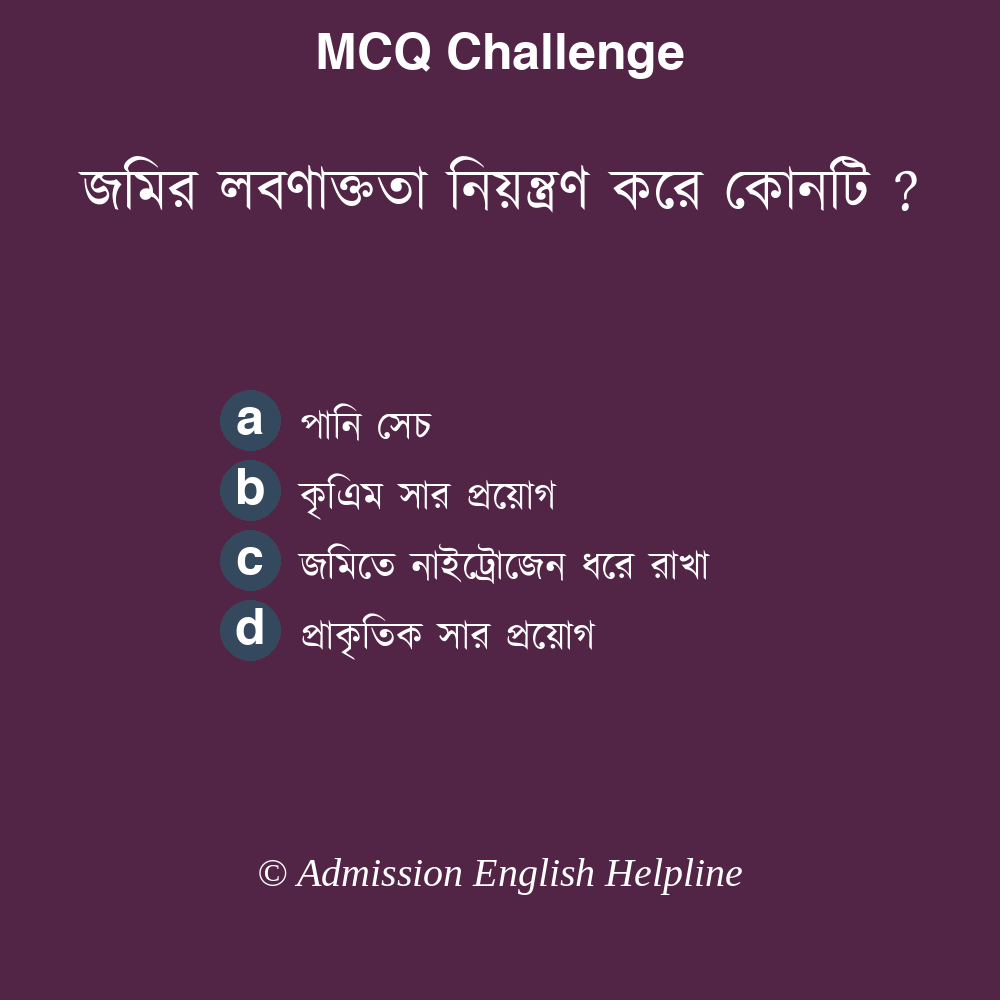 MCQ Challenge
জমির লবণাক্ততা নিয়ন্ত্রণ করে কোনটি ?
a পানি সেচ
b কৃএিম সার প্রয়োগ
c জমিতে নাইট্রোজেন ধরে রাখা
d প্রাকৃতিক সার প্রয়োগ
© Admission English Helpline